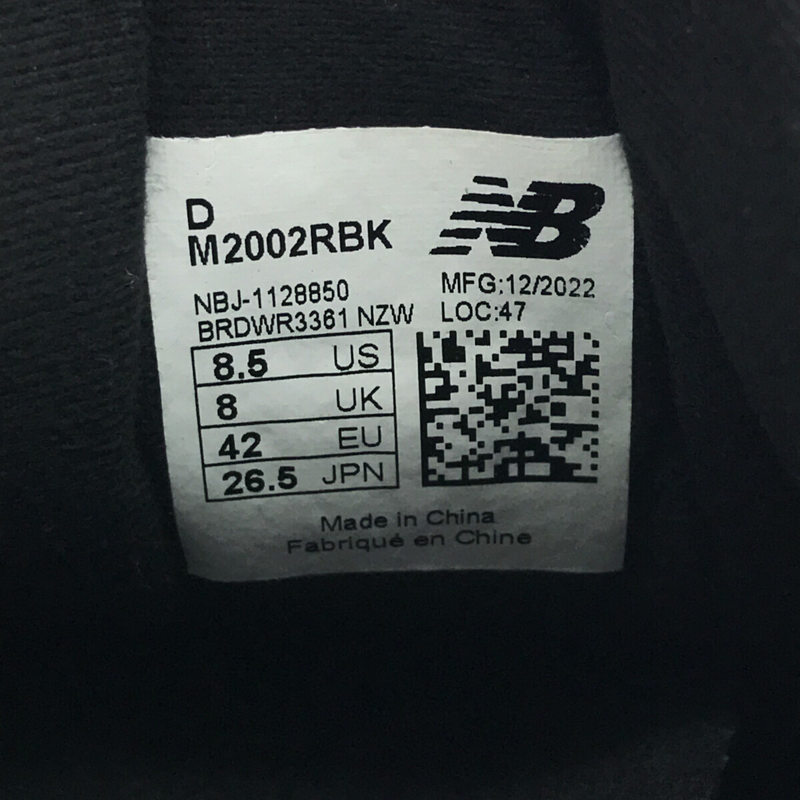 D
M2002RBK
NB
NBJ-1128850
BRDWR3361 NZW
MFG:12/2022
LOC:47
8.5 US
8 UK
42 EU
26.5 JPN
Made in China
Fabriqué en Chine